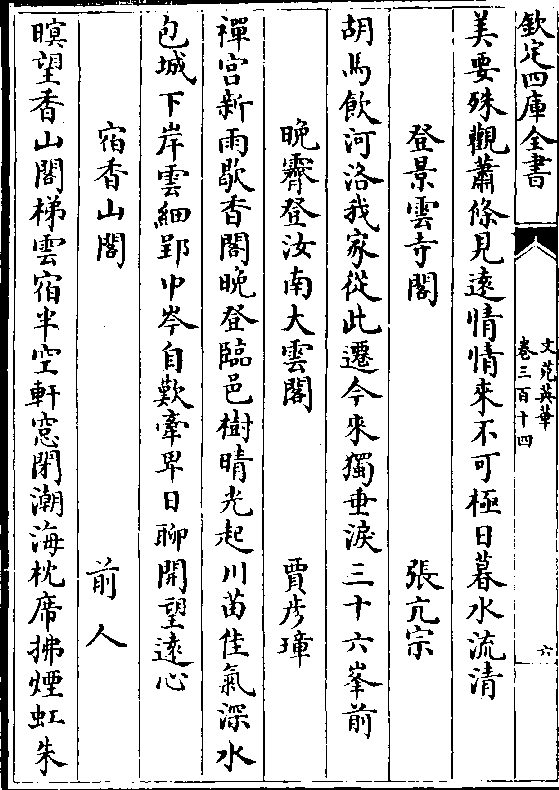 欽定四庫全書
文苑英華
卷三百十四
六
美要殊觀蕭條見遠情情來不可極日暮水流清
登景雲寺閣 張亢宗
胡馬飲河洛我家從此遷今來獨垂淚三十六峯前
晚霽登汝南大雲閣 賈彦璋
禪宫新雨歇香閣晚登臨邑樹晴光起川苗佳氣深水
包城下岸雲細郢中岑自歎牽卑日聊開望遠心
宿香山閣 前人
暝望香山閣梯雲宿半空軒窓閉潮海枕席拂煙虹朱